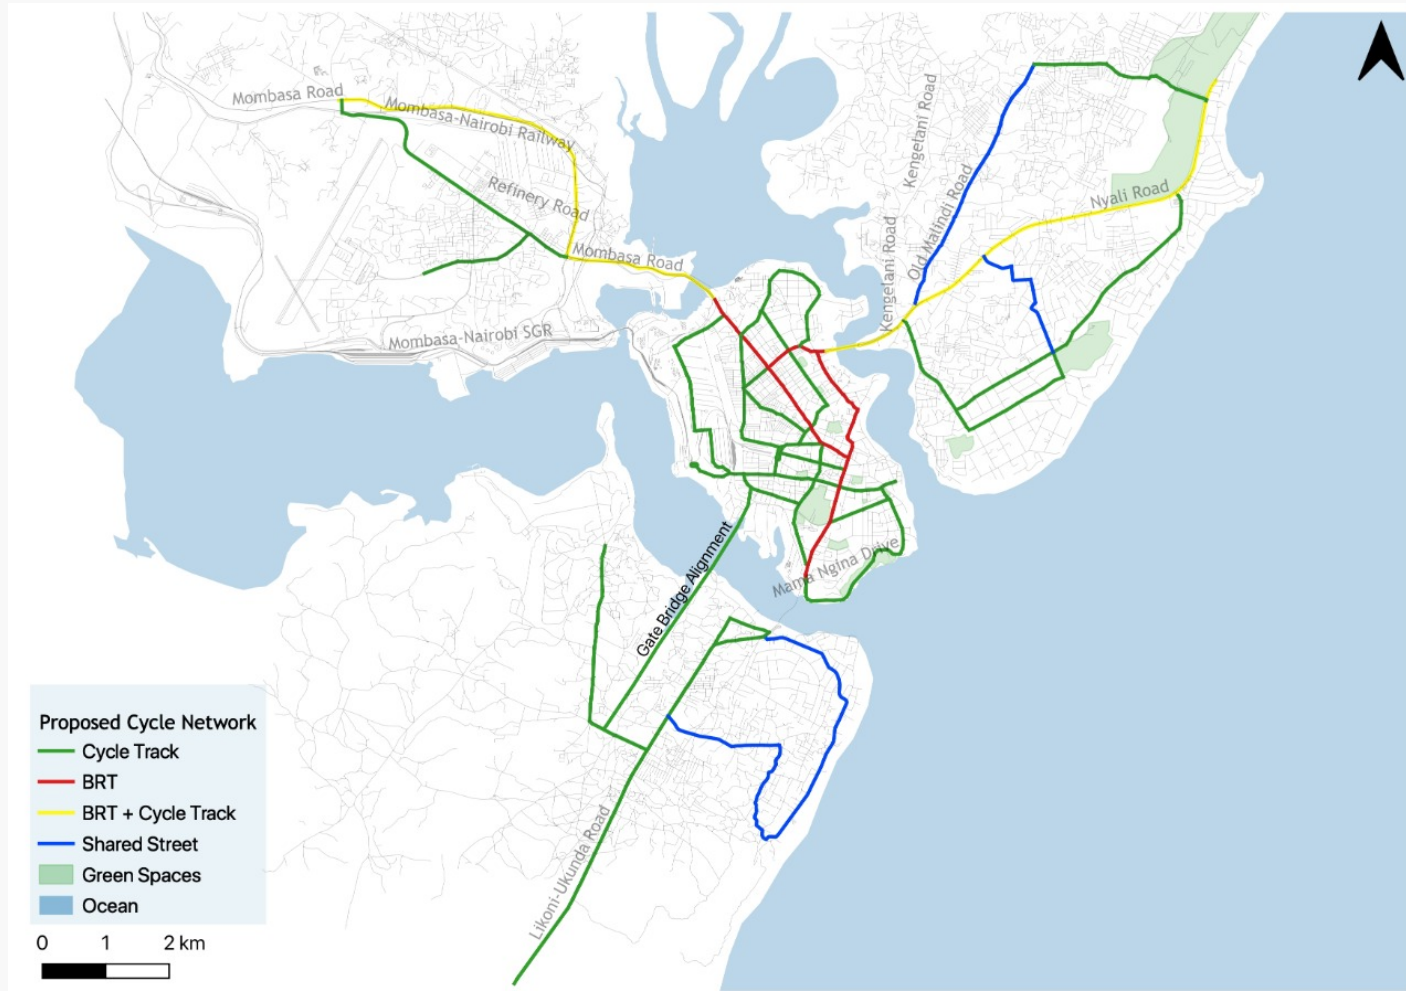 Mombasa Road
Mombasa-Nairobi Railway
Refinery Road
Mombasa Road
Mombasa-Nairobi SGR
Kengetani Road
Old Malindi Road
Kengetani Road
Nyali Road
Gate Bridge Alignment
Mama Ngina Drive
Likoni-Ukunda Road
Proposed Cycle Network
Cycle Track
BRT
BRT + Cycle Track
Shared Street
Green Spaces
Ocean
0 1 2 km